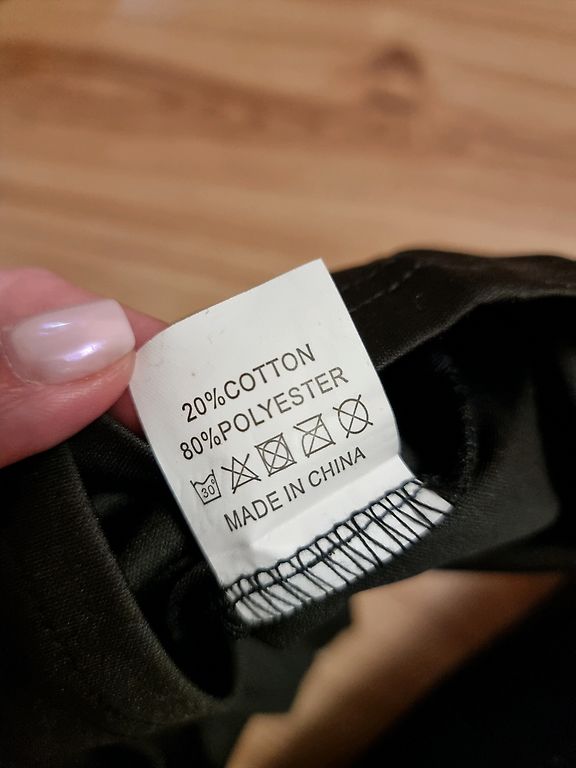 20%COTTON
80%POLYESTER
30°
MADE IN CHINA